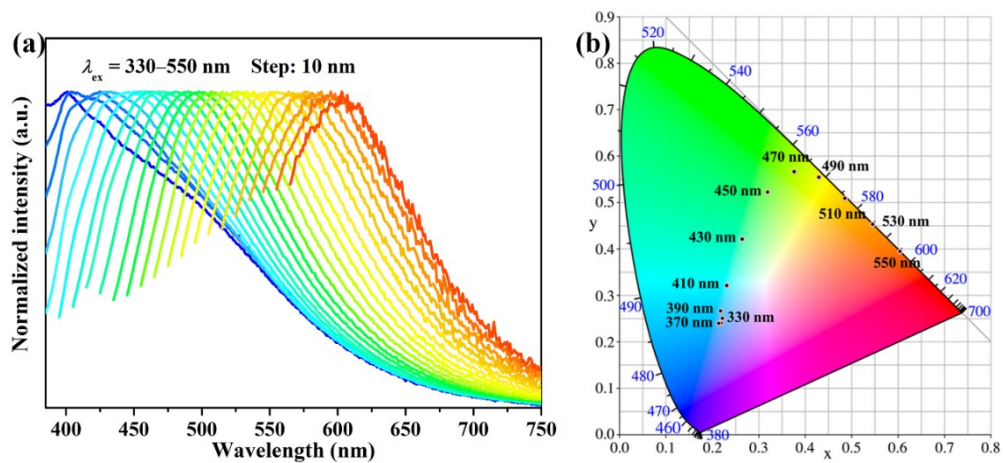 (a)
λex = 330–550 nm Step: 10 nm
Normalized intensity (a.u.)
400 450 500 550 600 650 700 750
Wavelength (nm)
(b)
0.9
0.8
0.7
0.6
0.5
y
0.4
0.3
0.2
0.1
0.0
0.0 0.1 0.2 0.3 0.4 0.5 0.6 0.7 0.8
x
520
540
560
500
580
600
620
490
700
480
470
460
380
470 nm
490 nm
450 nm
510 nm
530 nm
430 nm
550 nm
410 nm
390 nm
330 nm
370 nm